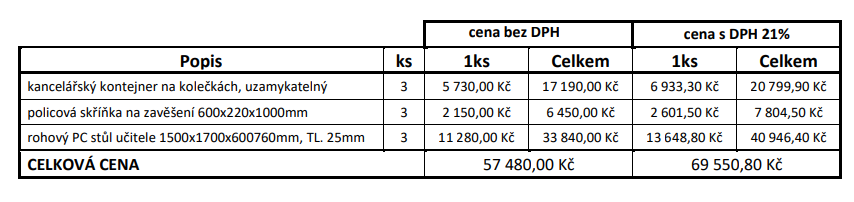 cena bez DPH cena s DPH 21%
Popis ks 1ks Celkem 1ks Celkem
kancelářský kontejner na kolečkách, uzamykatelný 3 5 730,00 Kč 17 190,00 Kč 6 933,30 Kč 20 799,90 Kč
policová skříňka na zavěšení 600x220x1000mm 3 2 150,00 Kč 6 450,00 Kč 2 601,50 Kč 7 804,50 Kč
rohový PC stůl učitele 1500x1700x600760mm, TL. 25mm 3 11 280,00 Kč 33 840,00 Kč 13 648,80 Kč 40 946,40 Kč
CELKOVÁ CENA 57 480,00 Kč 69 550,80 Kč